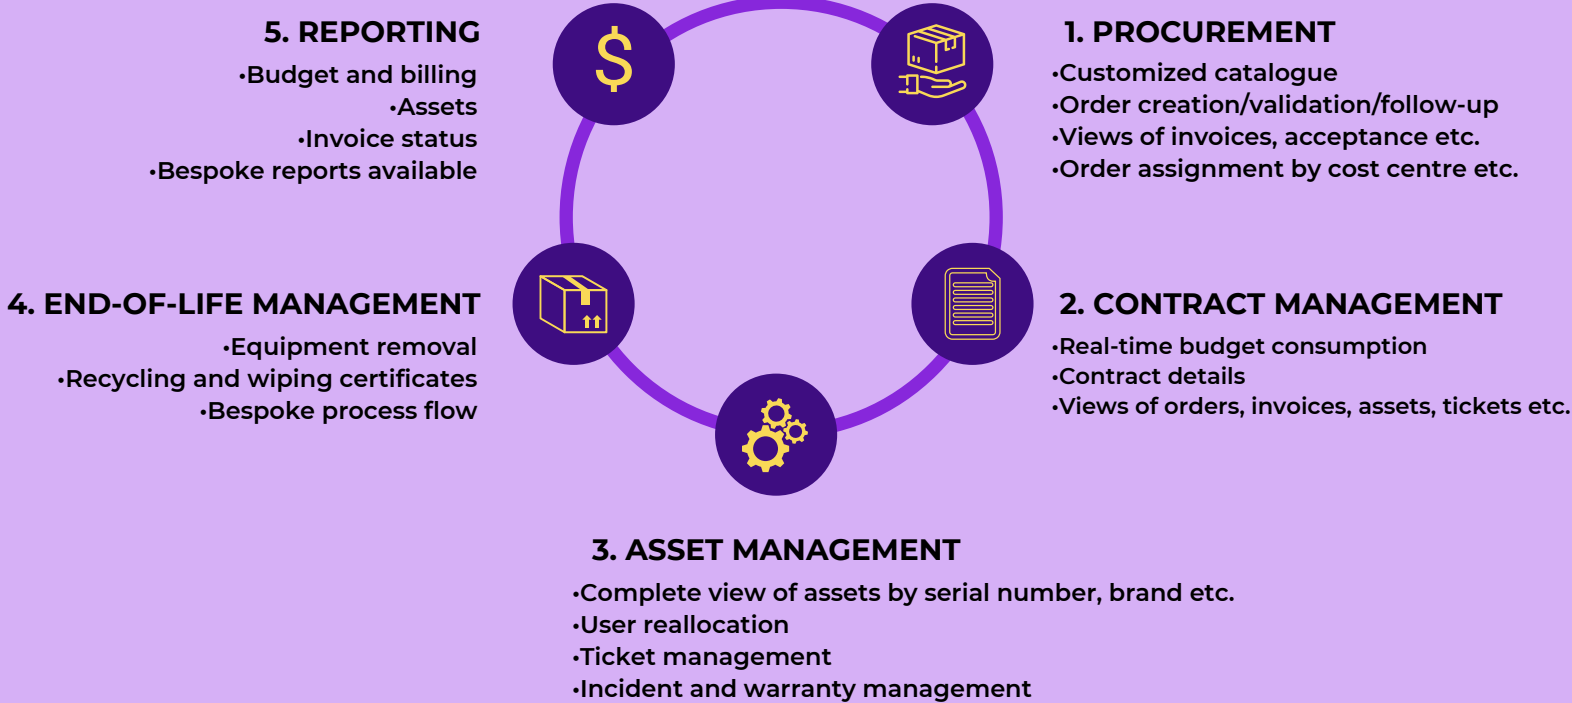 1. PROCUREMENT
•Customized catalogue
•Order creation/validation/follow-up
•Views of invoices, acceptance etc.
•Order assignment by cost centre etc.
2. CONTRACT MANAGEMENT
•Real-time budget consumption
•Contract details
•Views of orders, invoices, assets, tickets etc.
3. ASSET MANAGEMENT
•Complete view of assets by serial number, brand etc.
•User reallocation
•Ticket management
•Incident and warranty management
4. END-OF-LIFE MANAGEMENT
•Equipment removal
•Recycling and wiping certificates
•Bespoke process flow
5. REPORTING
•Budget and billing
•Assets
•Invoice status
•Bespoke reports available
$